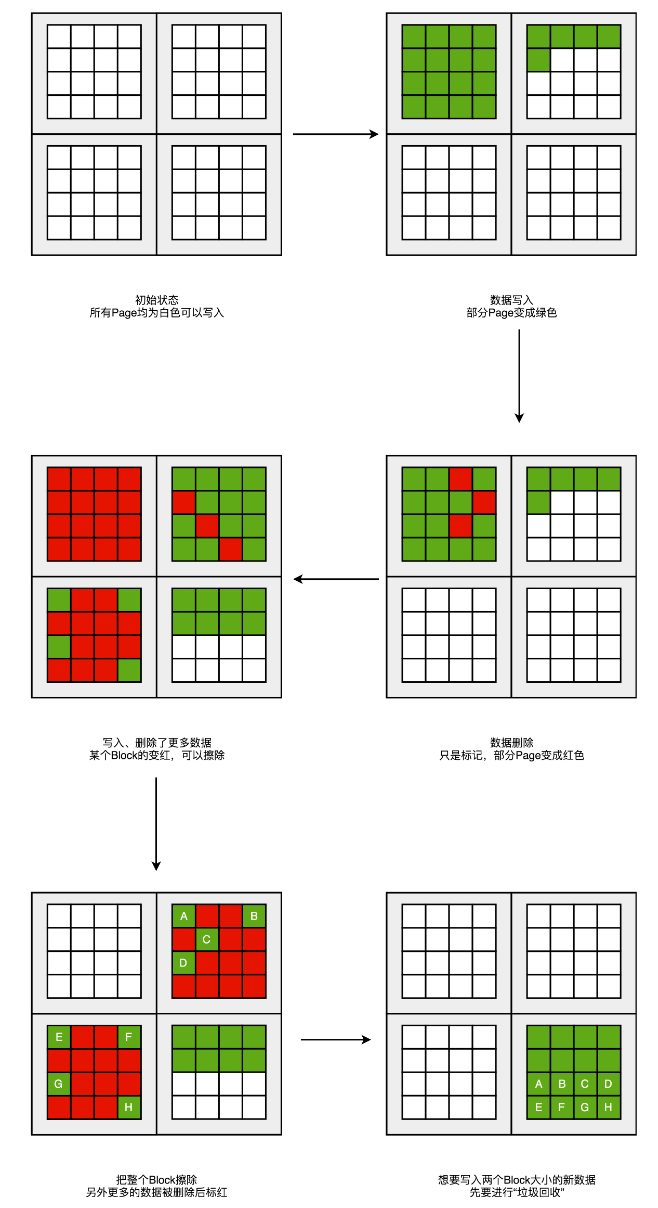 初始状态
所有Page均为白色可以写入
数据写入
部分Page变成绿色
写入、删除了更多数据
某个Block的变红，可以擦除
数据删除
只是标记，部分Page变成红色
A B
C
D
E F
G
H
A B C D
E F G H
把整个Block擦除
另外更多的数据被删除后标红
想要写入两个Block大小的新数据
先要进行“垃圾回收”